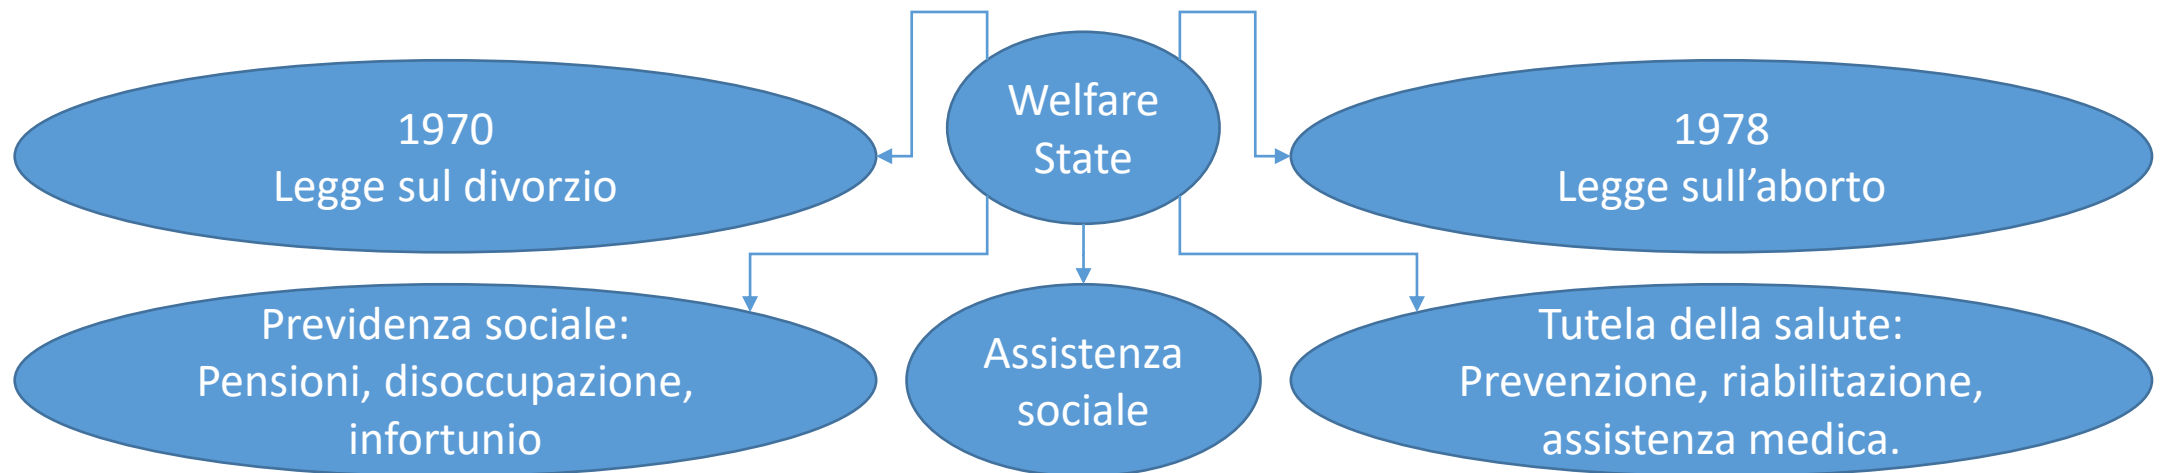 Welfare
State
1970
Legge sul divorzio
1978
Legge sull’aborto
Previdenza sociale:
Pensioni, disoccupazione,
infortunio
Assistenza
sociale
Tutela della salute:
Prevenzione, riabilitazione,
assistenza medica.